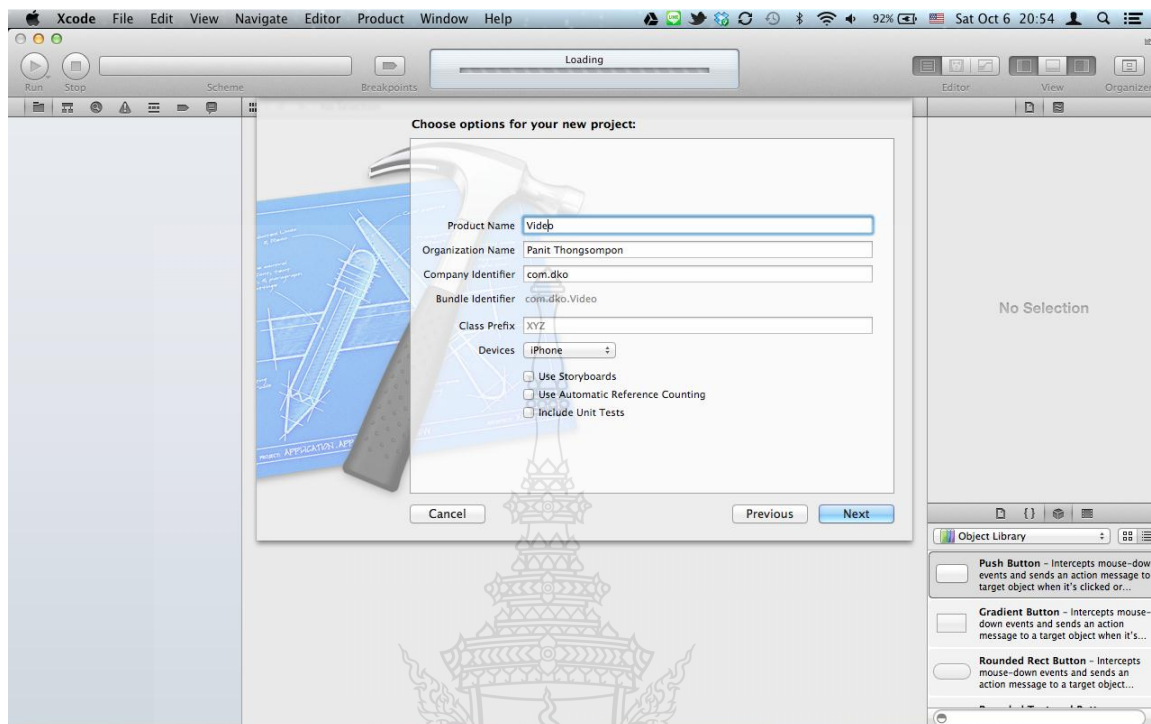 Xcode File Edit View Navigate Editor Product Window Help 92% Sat Oct 6 20:54
Loading
Run Stop Scheme Breakpoints Editor View Organizer
Choose options for your new project:
No Selection
Product Name Video
Organization Name Panit Thongsompon
Company Identifier com.dko
Bundle Identifier com.dko.Video
Class Prefix XYZ
Devices iPhone
Use Storyboards
Use Automatic Reference Counting
Include Unit Tests
PROJECT APPLICATION APP
Cancel Previous Next
No Selection
{}
Object Library
Push Button - Intercepts mouse-dow
events and sends an action message to
target object when it's clicked or...
Gradient Button - Intercepts mouse-
down events and sends an action
message to a target object when it's...
Rounded Rect Button - Intercepts
mouse-down events and sends an
action message to a target object...